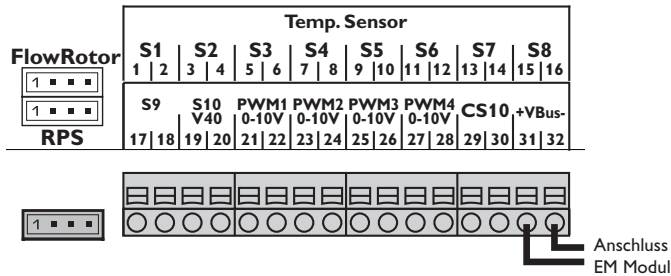 Temp. Sensor
FlowRotor
S1 S2 S3 S4 S5 S6 S7 S8
1 2 3 4 5 6 7 8 9 10 11 12 13 14 15 16
1
1
S9 S10 V40 PWM1 0-10V PWM2 0-10V PWM3 0-10V PWM4 0-10V CS10 +VBus-
RPS
17 18 19 20 21 22 23 24 25 26 27 28 29 30 31 32
1
Anschluss
EM Modul